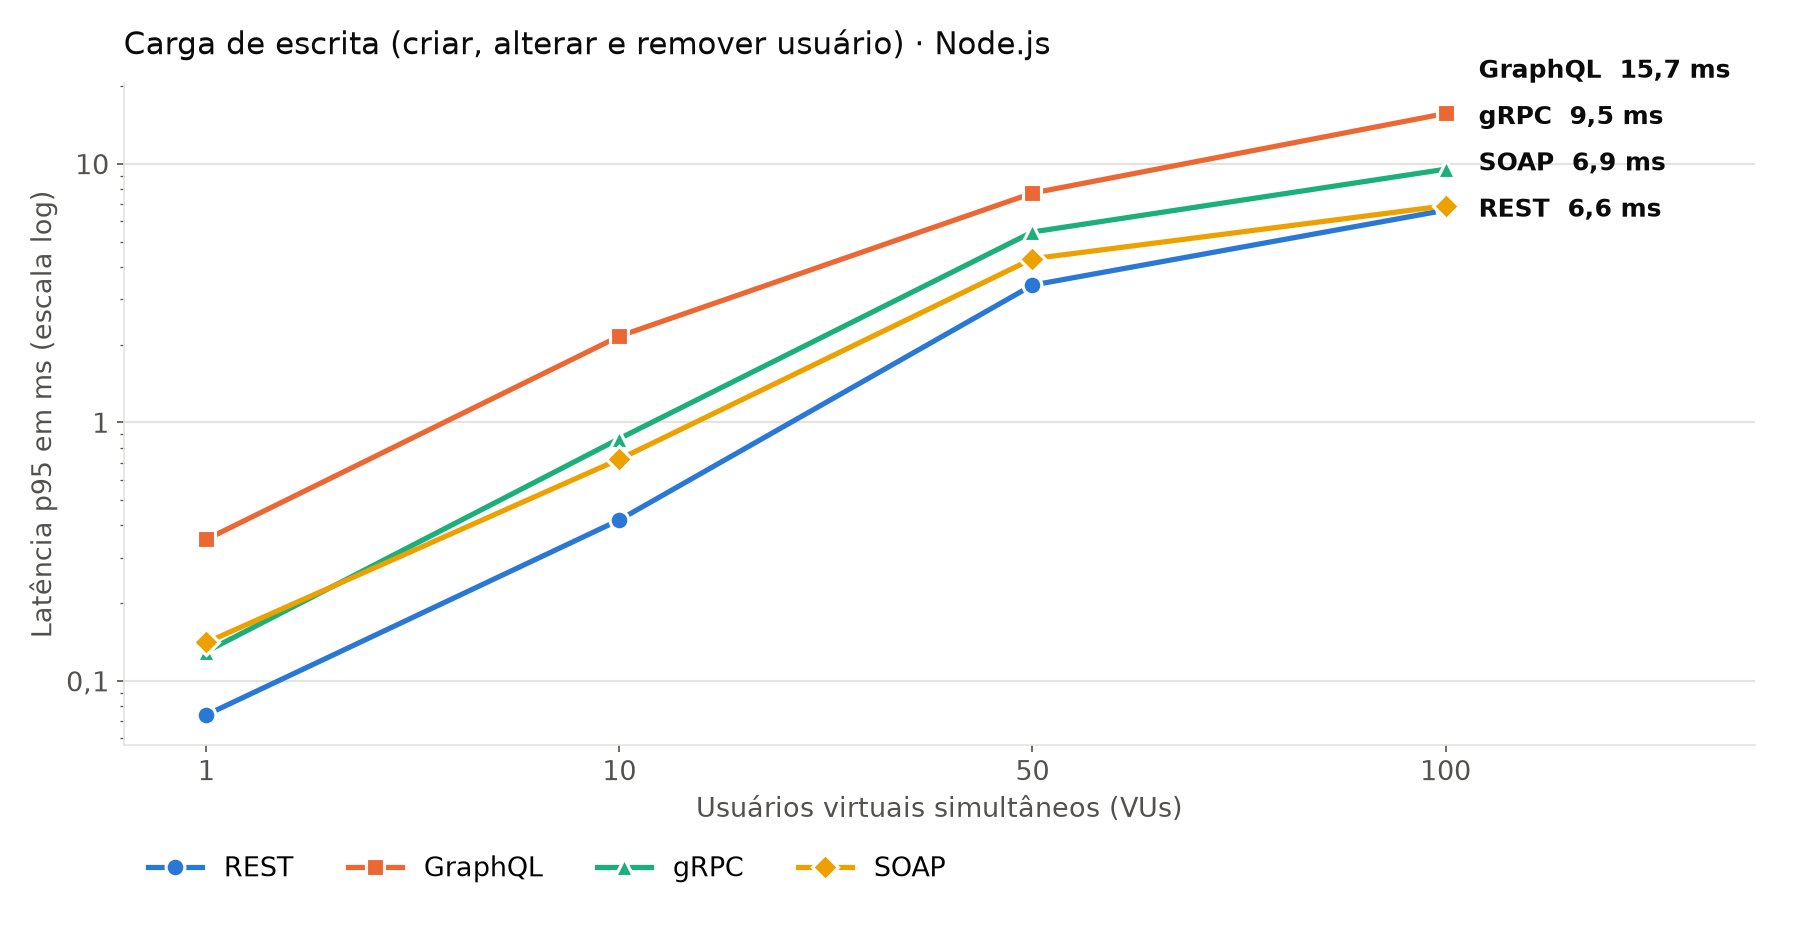 Carga de escrita (criar, alterar e remover usuário) · Node.js
GraphQL 15,7 ms
gRPC 9,5 ms
SOAP 6,9 ms
REST 6,6 ms
Latência p95 em ms (escala log)
10
1
0,1
1 10 50 100
Usuários virtuais simultâneos (VUs)
REST GraphQL gRPC SOAP